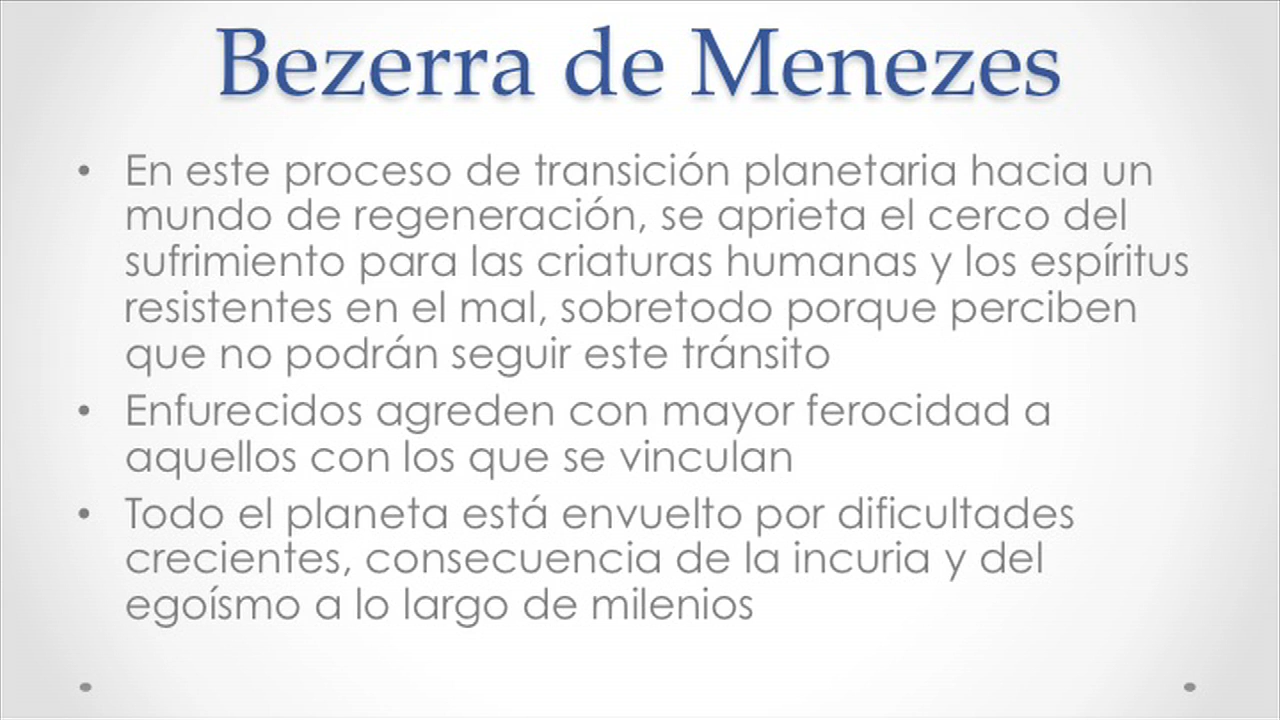 Bezerra de Menezes
• En este proceso de transición planetaria hacia un
mundo de regeneración, se aprieta el cerco del
sufrimiento para las criaturas humanas y los espíritus
resistentes en el mal, sobretodo porque perciben
que no podrán seguir este tránsito
• Enfurecidos agreden con mayor ferocidad a
aquellos con los que se vinculan
• Todo el planeta está envuelto por dificultades
crecientes, consecuencia de la incuria y del
egoísmo a lo largo de milenios